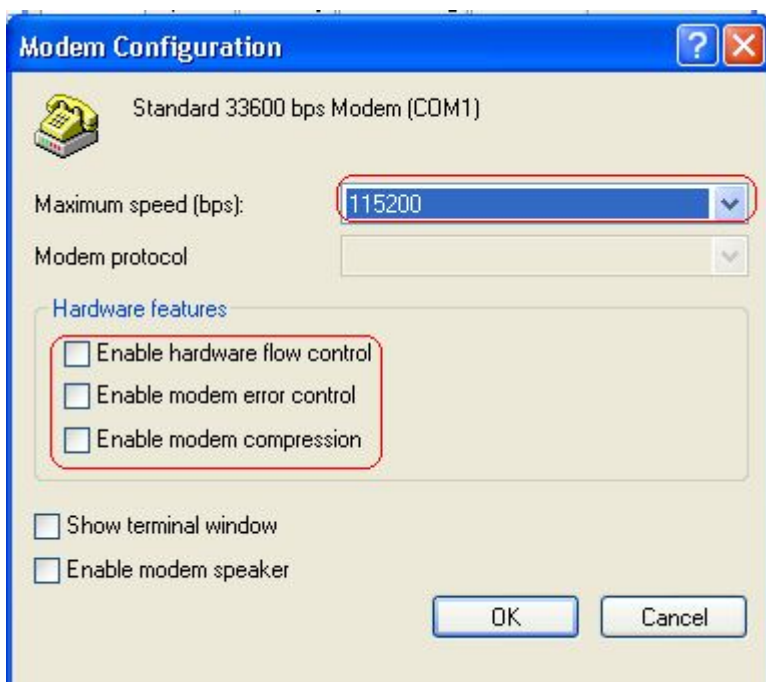 Modem Configuration
Standard 33600 bps Modem (COM1)
Maximum speed (bps):
115200
Modem protocol
Hardware features
Enable hardware flow control
Enable modem error control
Enable modem compression
Show terminal window
Enable modem speaker
OK
Cancel